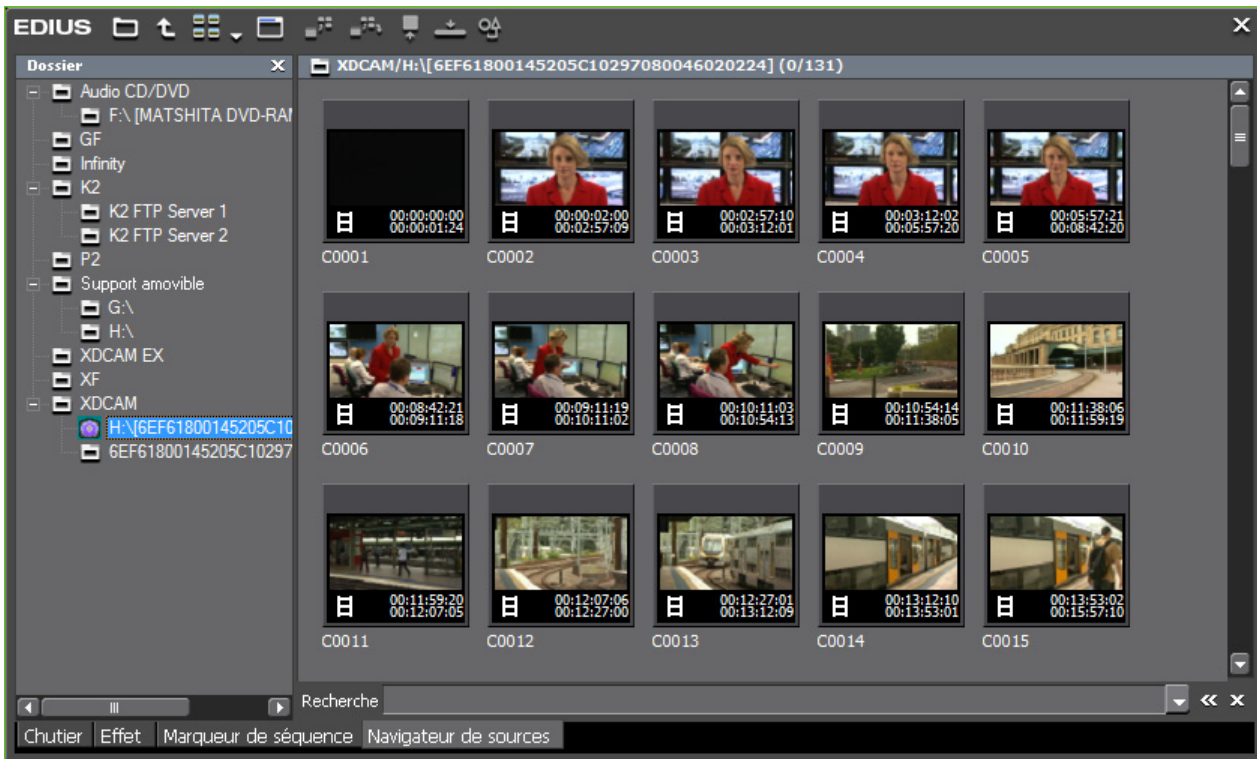 EDIUS
Dossier
Audio CD/DVD
F:\ [MATSHITA DVD-RAM
GF
Infinity
K2
K2 FTP Server 1
K2 FTP Server 2
P2
Support amovible
G:\
H:\
XDCAM EX
XF
XDCAM
H:\[6EF61800145205C10
6EF61800145205C10297
XDCAM/H:\[6EF61800145205C10297080046020224] (0/131)
00:00:00:00 00:00:02:00 00:02:57:10 00:03:12:02 00:05:57:21
00:00:01:24 00:02:57:09 00:03:12:01 00:05:57:20 00:08:42:20
C0001 C0002 C0003 C0004 C0005
00:08:42:21 00:09:11:19 00:10:11:03 00:10:54:14 00:11:38:06
00:09:11:18 00:10:11:02 00:10:54:13 00:11:38:05 00:11:59:19
C0006 C0007 C0008 C0009 C0010
00:11:59:20 00:12:07:06 00:12:27:01 00:13:12:10 00:13:53:02
00:12:07:05 00:12:27:00 00:13:12:09 00:13:53:01 00:15:57:10
C0011 C0012 C0013 C0014 C0015
Recherche
Chutier Effet Marqueur de séquence Navigateur de sources